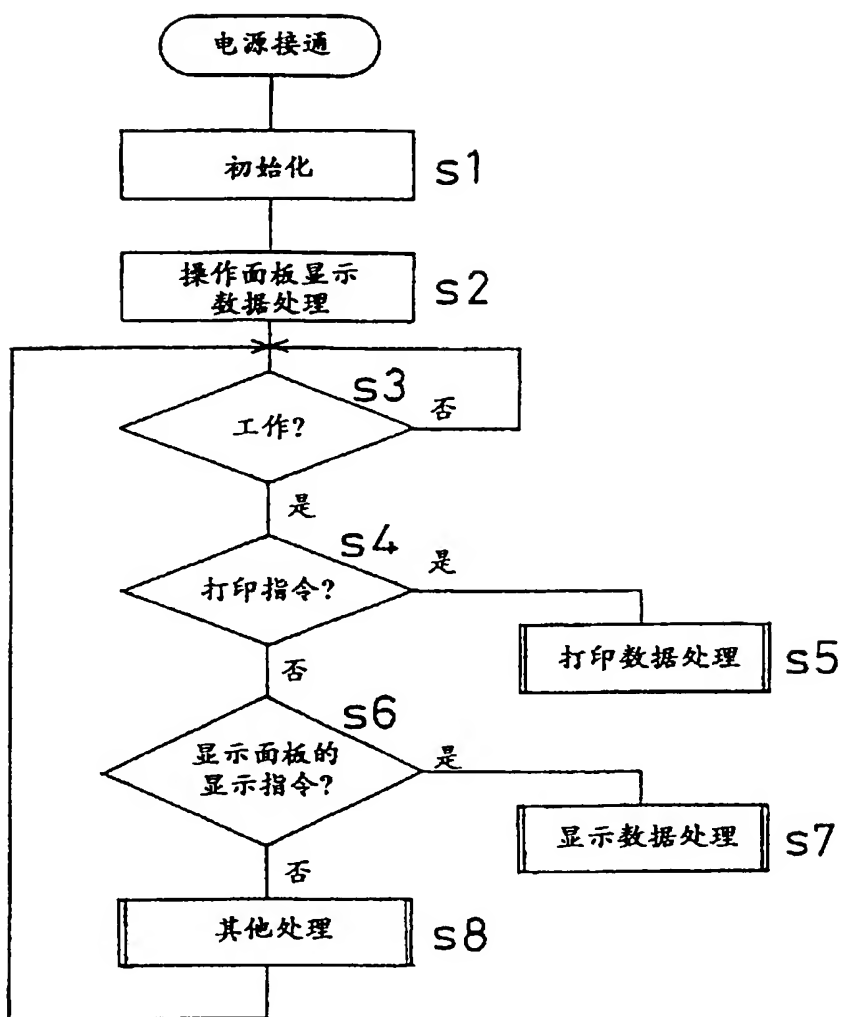 电源接通
初始化
s1
操作面板显示
数据处理
s2
s3
工作?
否
是
s4
打印指令?
是
打印数据处理
s5
否
s6
显示面板的
显示指令?
是
显示数据处理
s7
否
其他处理
s8